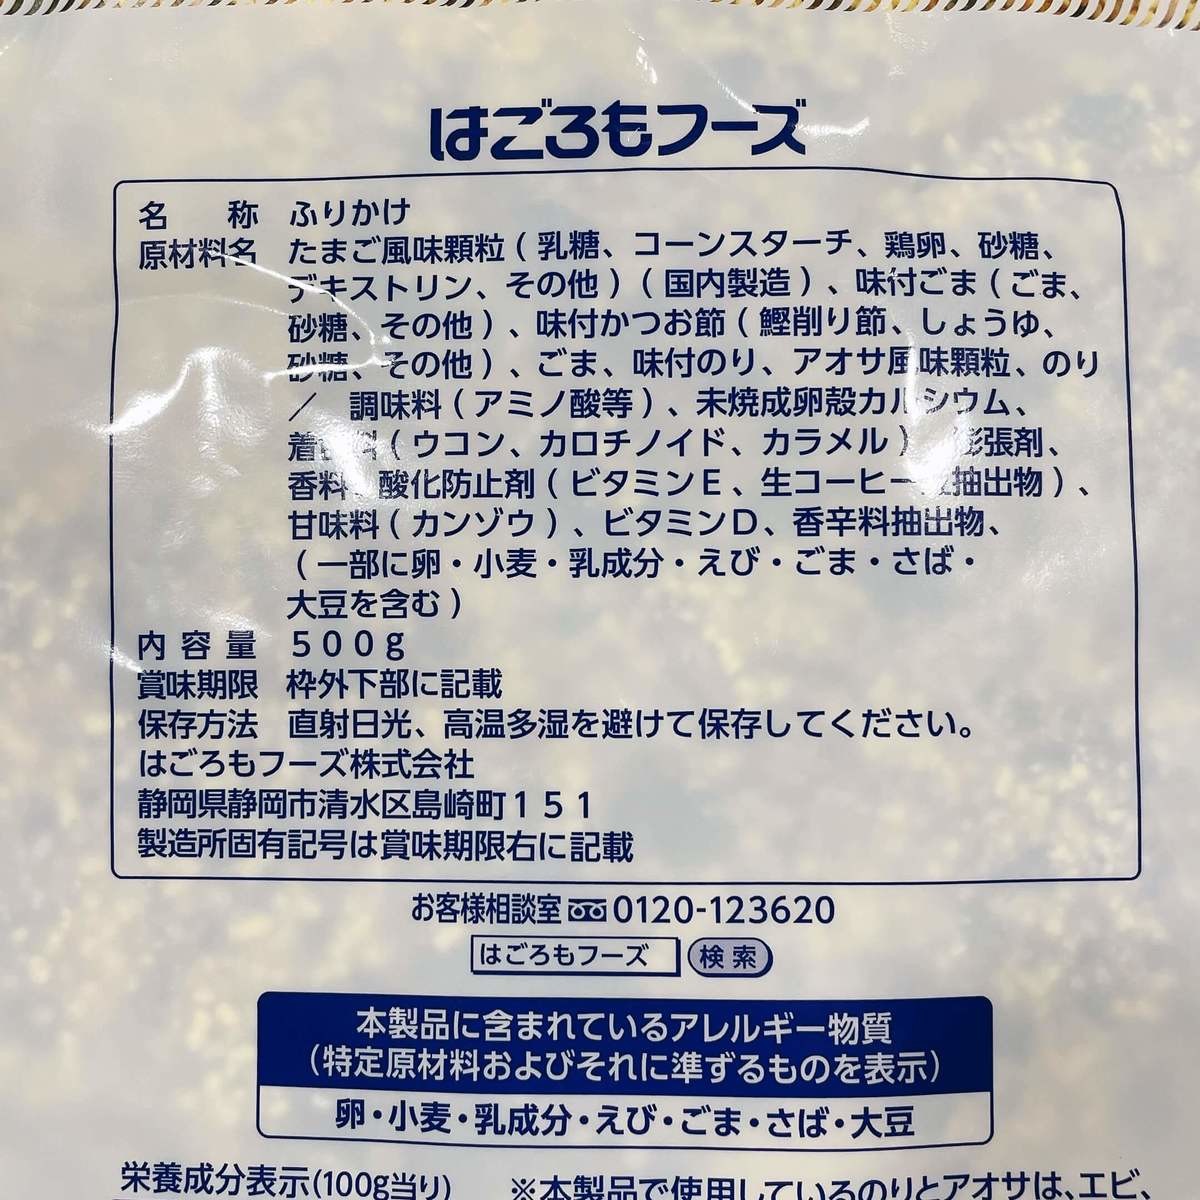 はごろもフーズ
名 称 ふりかけ
原材料名 たまご風味顆粒(乳糖、コーンスターチ、鶏卵、砂糖、
デキストリン、その他)(国内製造)、味付ごま(ごま、
砂糖、その他)、味付かつお節(鰹削り節、しょうゆ、
砂糖、その他)、ごま、味付のり、アオサ風味顆粒、のり
/ 調味料(アミノ酸等)、未焼成卵殻カルシウム、
着色料(ウコン、カロチノイド、カラメル)、膨張剤、
香料、酸化防止剤(ビタミンE、生コーヒー豆抽出物)、
甘味料(カンゾウ)、ビタミンD、香辛料抽出物、
(一部に卵・小麦・乳成分・えび・ごま・さば・
大豆を含む)
内容量 500g
賞味期限 枠外下部に記載
保存方法 直射日光、高温多湿を避けて保存してください。
はごろもフーズ株式会社
静岡県静岡市清水区島崎町151
製造所固有記号は賞味期限右に記載
お客様相談室 0120-123620
はごろもフーズ 検索
本製品に含まれているアレルギー物質
(特定原材料およびそれに準ずるものを表示)
卵・小麦・乳成分・えび・ごま・さば・大豆
栄養成分表示(100g当り) ※本製品で使用しているのりとアオサは、エビ、